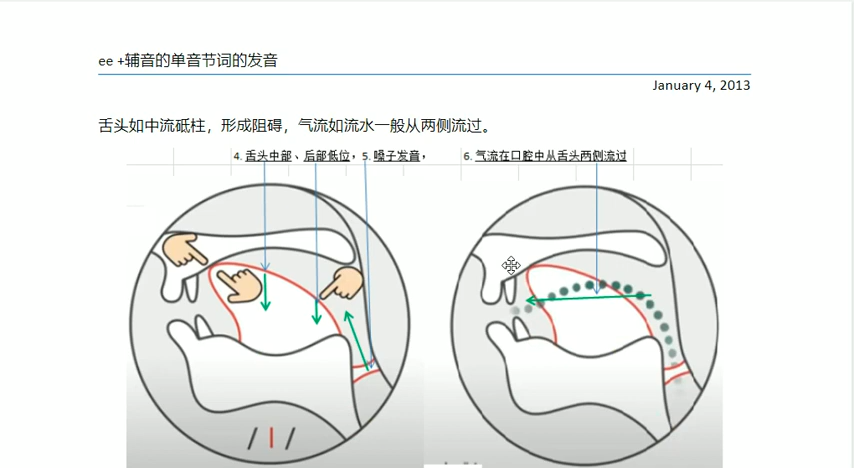 ee +辅音的单音节词的发音
January 4, 2013
舌头如中流砥柱，形成阻碍，气流如流水一般从两侧流过。
4. 舌头中部、后部低位，5. 嗓子发音，
6. 气流在口腔中从舌头两侧流过
/ l /